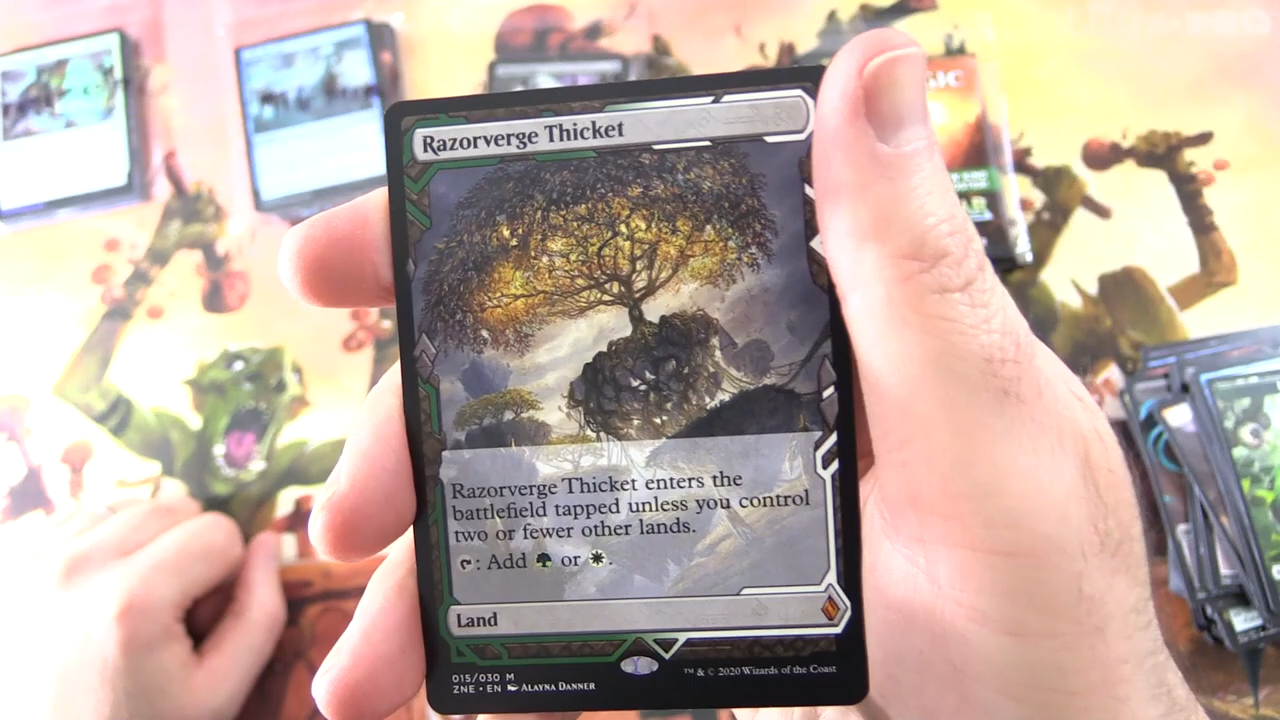 Razorverge Thicket
Razorverge Thicket enters the
battlefield tapped unless you control
two or fewer other lands.
: Add or .
Land
015/030 M
ZNE • EN Alayna Danner
™ & © 2020 Wizards of the Coast